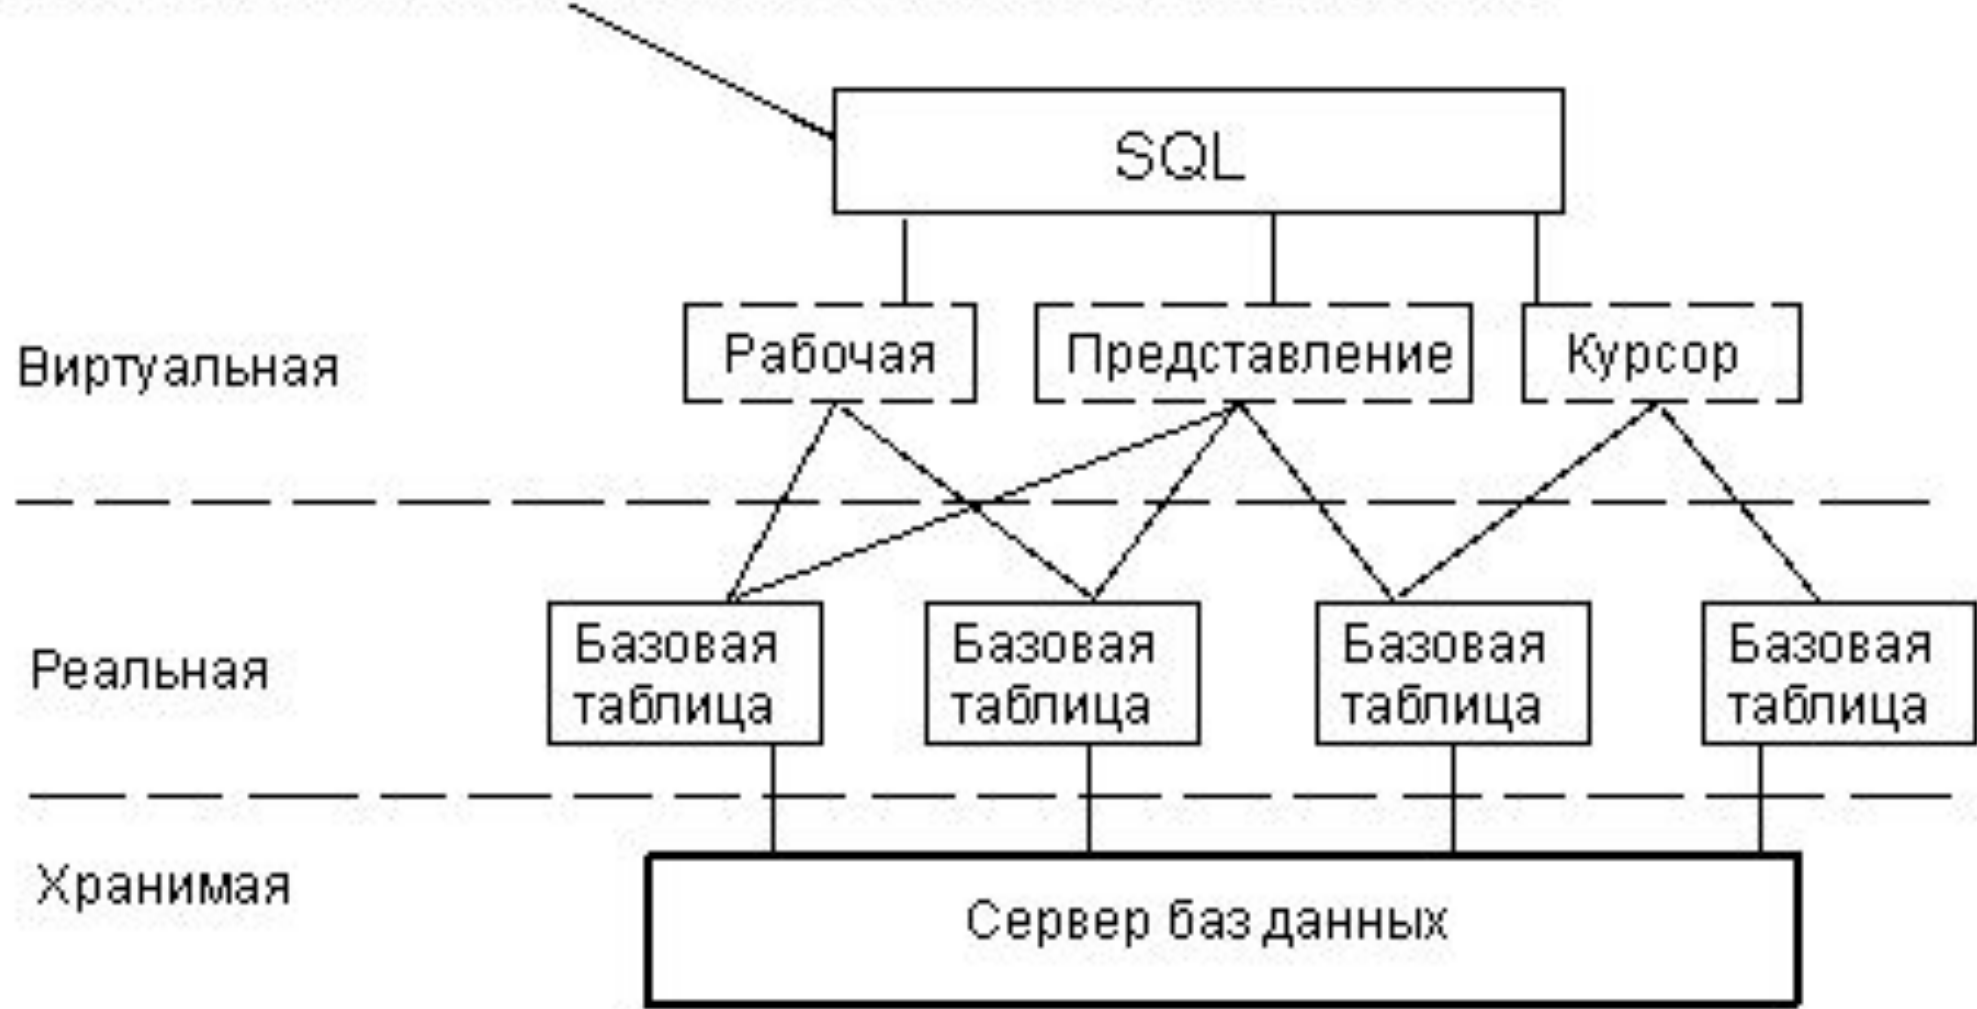 SQL
Виртуальная
Рабочая
Представление
Курсор
Реальная
Базовая
таблица
Базовая
таблица
Базовая
таблица
Базовая
таблица
Хранимая
Сервер баз данных